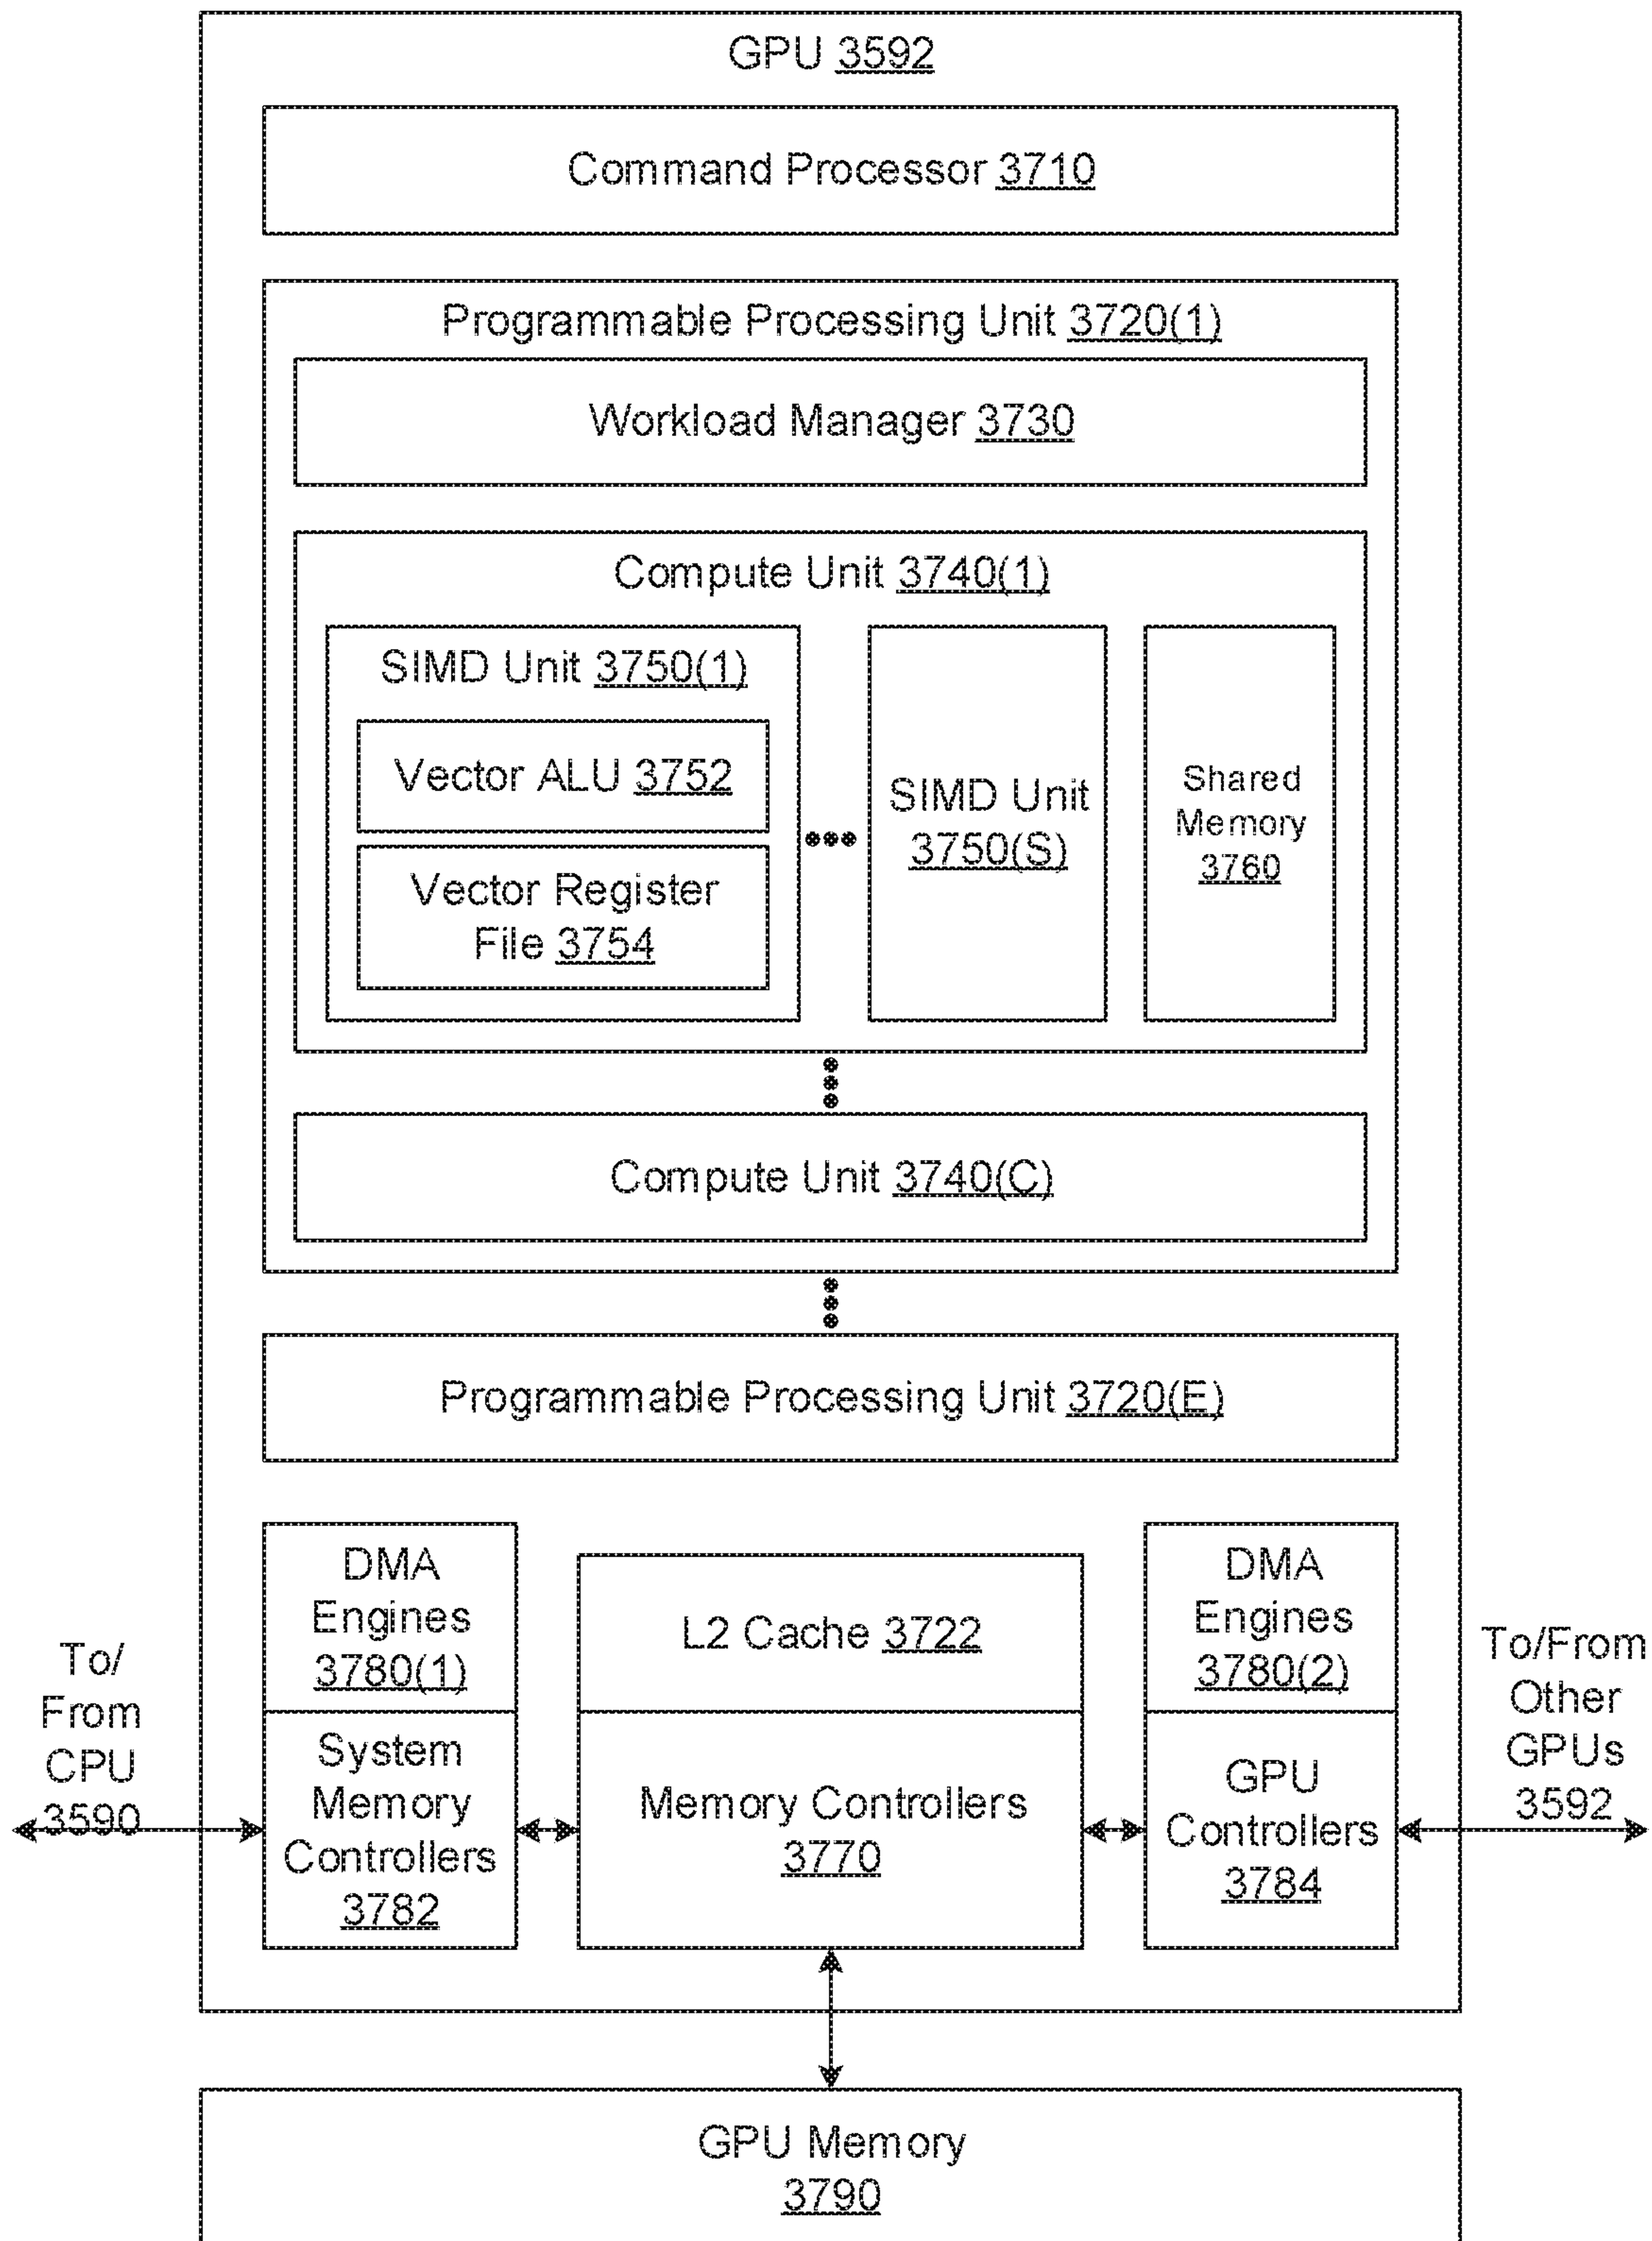 GPU 3592
Command Processor 3710
Programmable Processing Unit 3720(1)
Workload Manager 3730
Compute Unit 3740(1)
SIMD Unit 3750(1)
Vector ALU 3752
Vector Register
File 3754
SIMD Unit
3750(S)
Shared
Memory
3760
Compute Unit 3740(C)
Programmable Processing Unit 3720(E)
To/
From
CPU
3590
DMA
Engines
3780(1)
System
Memory
Controllers
3782
L2 Cache 3722
Memory Controllers
3770
DMA
Engines
3780(2)
GPU
Controllers
3784
To/From
Other
GPUs
3592
GPU Memory
3790